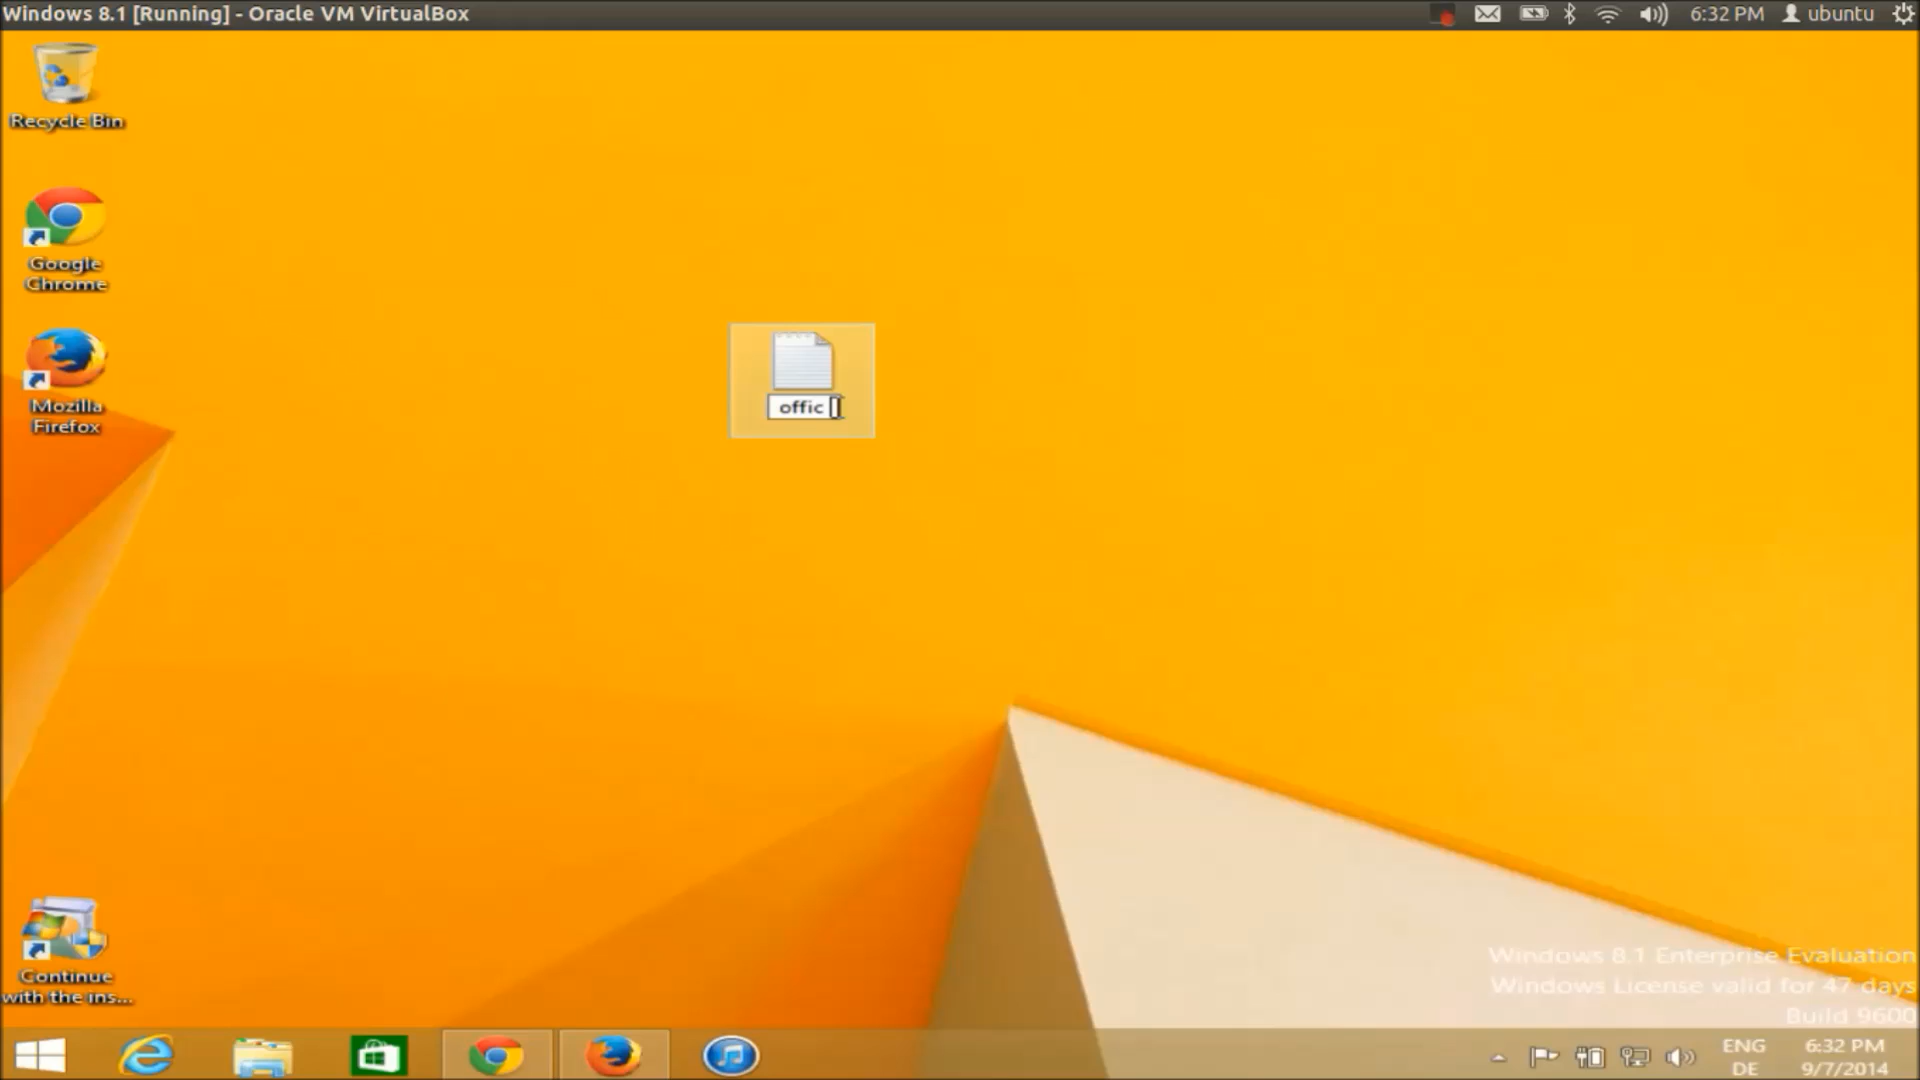 Windows 8.1 [Running] - Oracle VM VirtualBox
6:32 PM
ubuntu
Recycle Bin
Google
Chrome
Mozilla
Firefox
offic
Continue
with the ins...
Windows 8.1 Enterprise Evaluation
Windows License valid for 47 days
Build 9600
ENG
DE
6:32 PM
9/7/2014